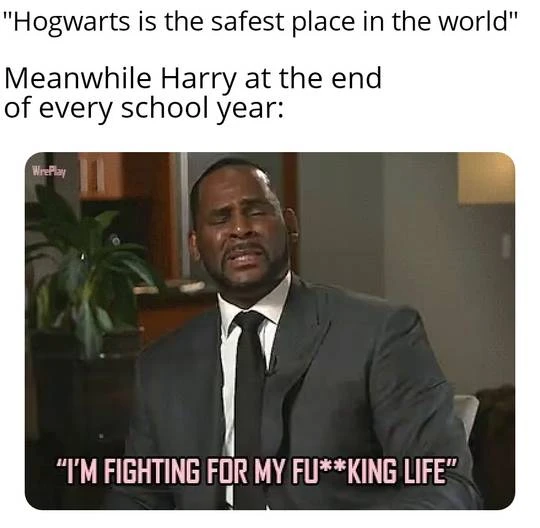 "Hogwarts is the safest place in the world"
Meanwhile Harry at the end
of every school year:
WrePlay
“I'M FIGHTING FOR MY FU**KING LIFE”